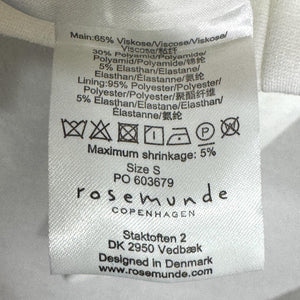 Main:65% Viskose/Viscose/Viskose/
Viscose/黏纤
30% Polyamid/Polyamide/
Polyamid/Polyamide/锦纶
5% Elasthan/Elastane/
Elasthan/Élasthanne/氨纶
Lining:95% Polyester/Polyester/
Polyester/Polyester/聚酯纤维
5% Elasthan/Elastane/Elasthan/
Élastanne/氨纶
P
Maximum shrinkage: 5%
Size S
PO 603679
rosemunde
COPENHAGEN
Staktoften 2
DK 2950 Vedbæk
Designed in Denmark
www.rosemunde.com